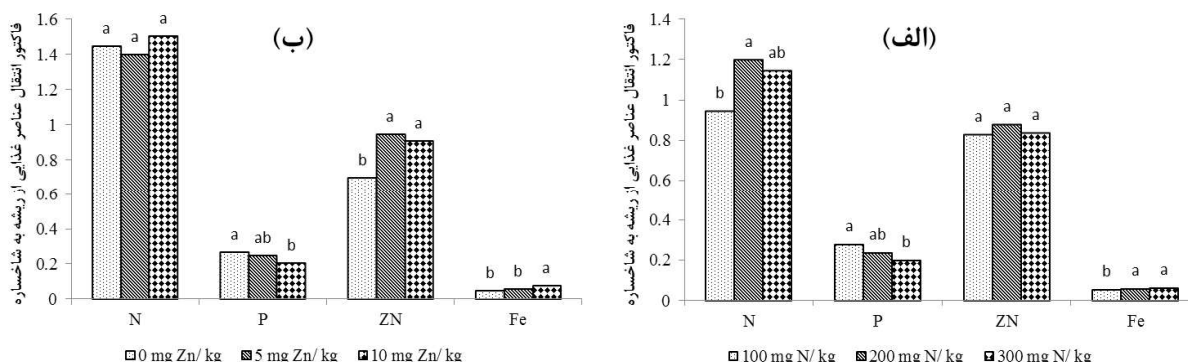 فاکتور انتقال عناصر غذایی از ریشه به شاخساره
(الف)
1.4
1.2
1
0.8
0.6
0.4
0.2
0
b a ab
a ab b
a a a
b a a
N P ZN Fe
100 mg N/ kg 200 mg N/ kg 300 mg N/ kg
فاکتور انتقال عناصر غذایی از ریشه به شاخساره
(ب)
1.6
1.4
1.2
1
0.8
0.6
0.4
0.2
0
a a a
a ab b
b a a
b b a
N P ZN Fe
0 mg Zn/ kg 5 mg Zn/ kg 10 mg Zn/ kg